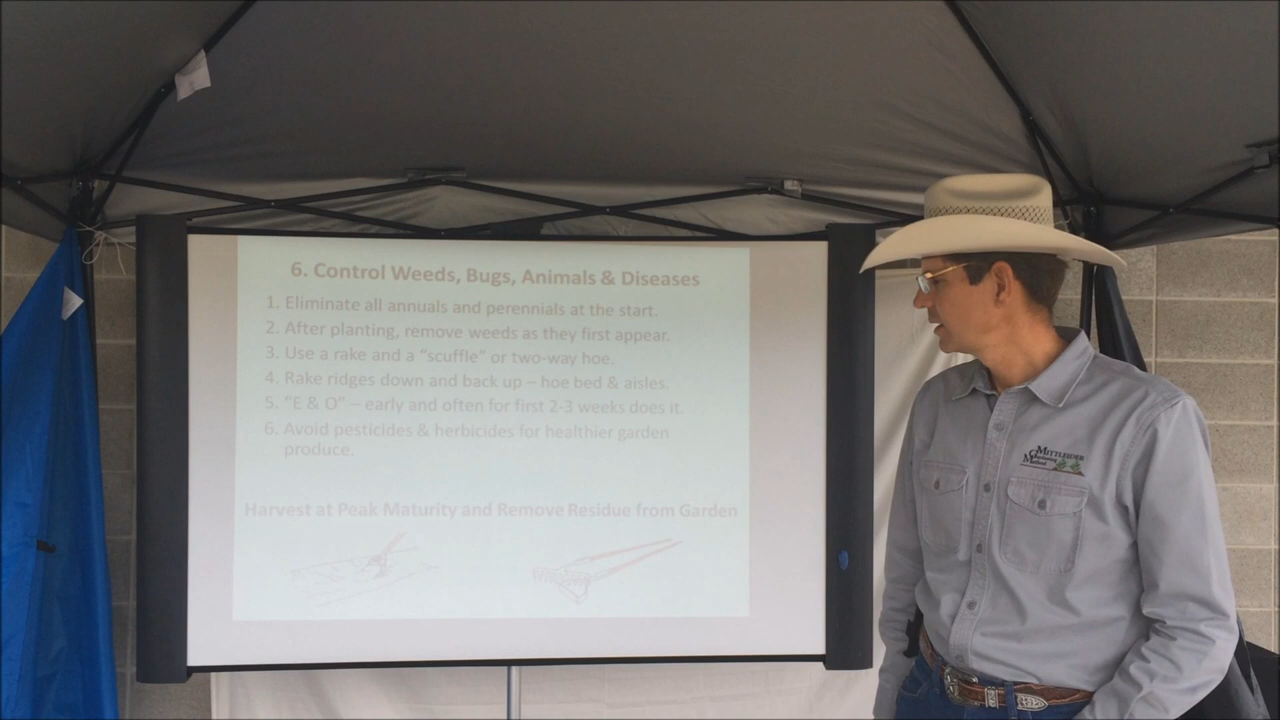 6. Control Weeds, Bugs, Animals & Diseases
1. Eliminate all annuals and perennials at the start.
2. After planting, remove weeds as they first appear.
3. Use a rake and a “scuffle” or two-way hoe.
4. Rake ridges down and back up – hoe bed & aisles.
5. “E & O” – early and often for first 2-3 weeks does it.
6. Avoid pesticides & herbicides for healthier garden
produce.
Harvest at Peak Maturity and Remove Residue from Garden
MITTLEIDER
Gardening
Method